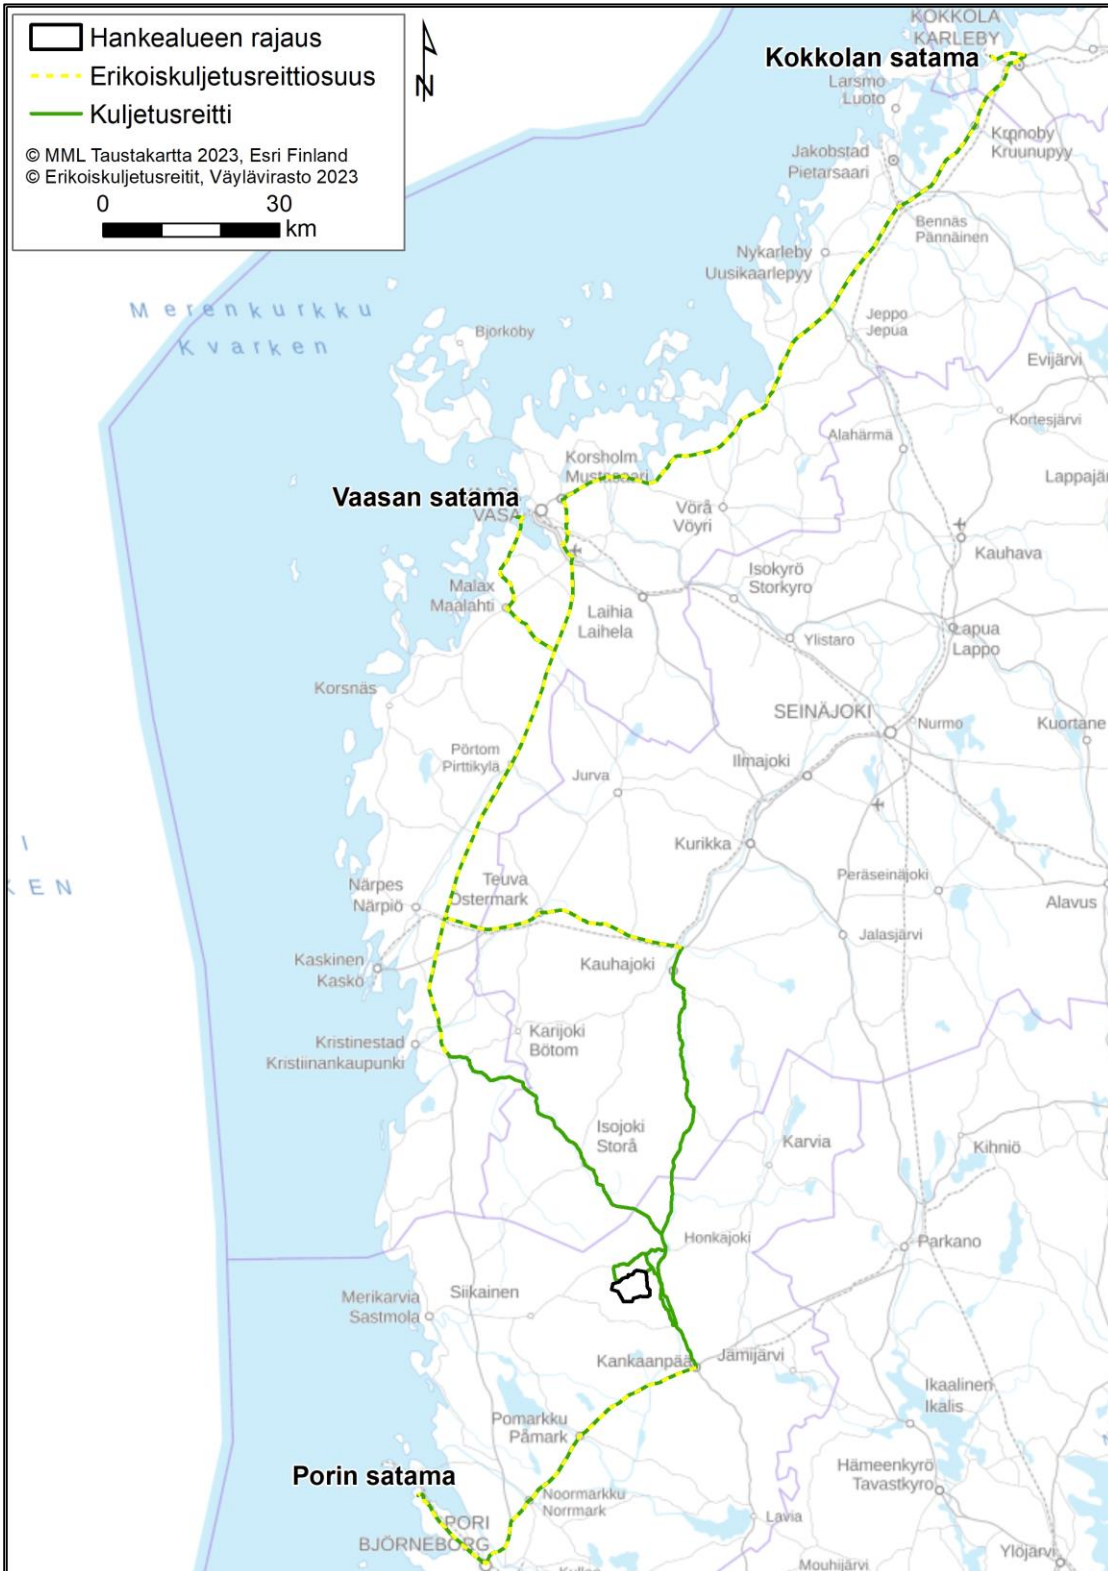 Hankealueen rajaus
Erikoiskuljetusreittiosuus
Kuljetusreitti
© MML Taustakartta 2023, Esri Finland
© Erikoiskuljetusreitit, Väylävirasto 2023
0 30
km
N
KOKKOLA
KARLEBY
Kokkolan satama
Larsmo
Luoto
Kronoby
Kruunupyy
Jakobstad
Pietarsaari
Bennäs
Pännäinen
Nykarleby
Uusikaarlepyy
Merenkurkku
Kvarken
Björköby
Jeppo
Jepua
Evijärvi
Kortesjärvi
Alahärmä
Korsholm
Mustasaari
Lappajär
Vaasan satama
VASA
Vörå
Vöyri
Kauhava
Isokyrö
Storkyro
Malax
Maalahti
Laihia
Laihela
Ylistaro
Lapua
Lappo
Korsnäs
SEINÄJOKI
Nurmo
Kuortane
Pörtom
Pirttikylä
Jurva
Ilmajoki
Kurikka
I
KEN
Närpes
Närpiö
Teuva
Östermark
Peräseinäjoki
Alavus
Jalasjärvi
Kaskinen
Kaskö
Kauhajoki
Kristinestad
Kristiinankaupunki
Karijoki
Bötom
Isojoki
Storå
Karvia
Kihniö
Honkajoki
Parkano
Merikarvia
Sastmola
Siikainen
Kankaanpää
Jämijärvi
Ikaalinen
Ikalis
Pomarkku
Påmark
Hämeenkyrö
Tavastkyro
Porin satama
Noormarkku
Norrmark
PORI
BJÖRNEBORG
Lavia
Mouhijärvi
Ylöjärvi